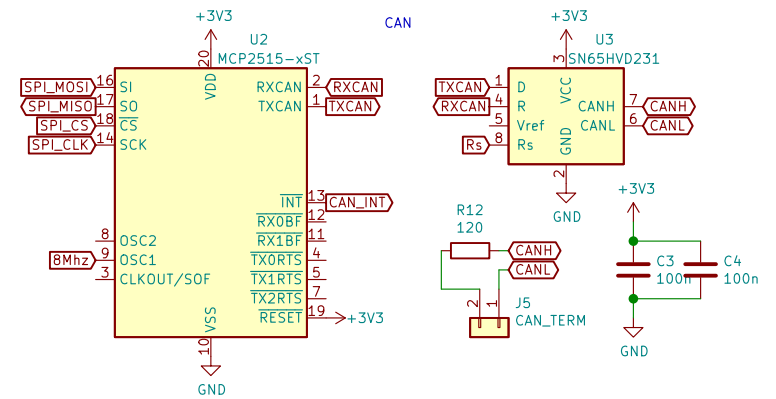 CAN
+3V3
U2
MCP2515-xST
20
VDD
SPI_MOSI 16 SI
SPI_MISO 17 SO
SPI_CS 18 CS
SPI_CLK 14 SCK
8 OSC2
8Mhz 9 OSC1
3 CLKOUT/SOF
RXCAN 2 RXCAN
TXCAN 1 TXCAN
INT 13 CAN_INT
RX0BF 12
RX1BF 11
TX0RTS 4
TX1RTS 5
TX2RTS 7
RESET 19 +3V3
VSS
10
GND
+3V3
U3
SN65HVD231
3
VCC
TXCAN 1 D
RXCAN 4 R
5 Vref
Rs 8 Rs
CANH 7 CANH
CANL 6 CANL
GND
2
GND
R12
120
CANH
CANL
2
1
J5
CAN_TERM
+3V3
C3
100n
C4
100n
GND